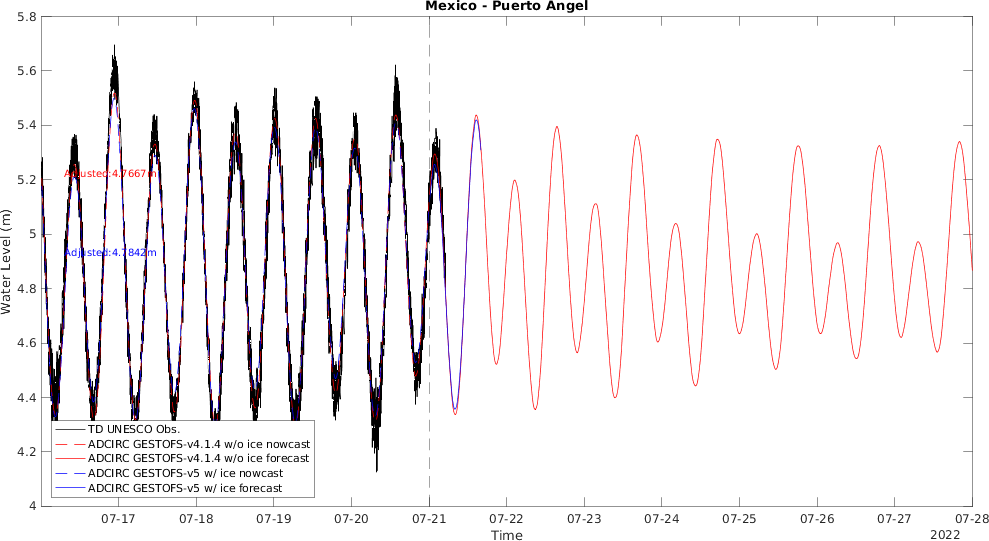 Mexico - Puerto Angel
5.8
5.6
5.4
5.2
5
4.8
4.6
4.4
4.2
4
Water Level (m)
Adjusted:4.7667m
Adjusted:4.7842m
TD UNESCO Obs.
ADCIRC GESTOFS-v4.1.4 w/o ice nowcast
ADCIRC GESTOFS-v4.1.4 w/o ice forecast
ADCIRC GESTOFS-v5 w/ ice nowcast
ADCIRC GESTOFS-v5 w/ ice forecast
07-17 07-18 07-19 07-20 07-21 07-22 07-23 07-24 07-25 07-26 07-27 07-28
Time
2022